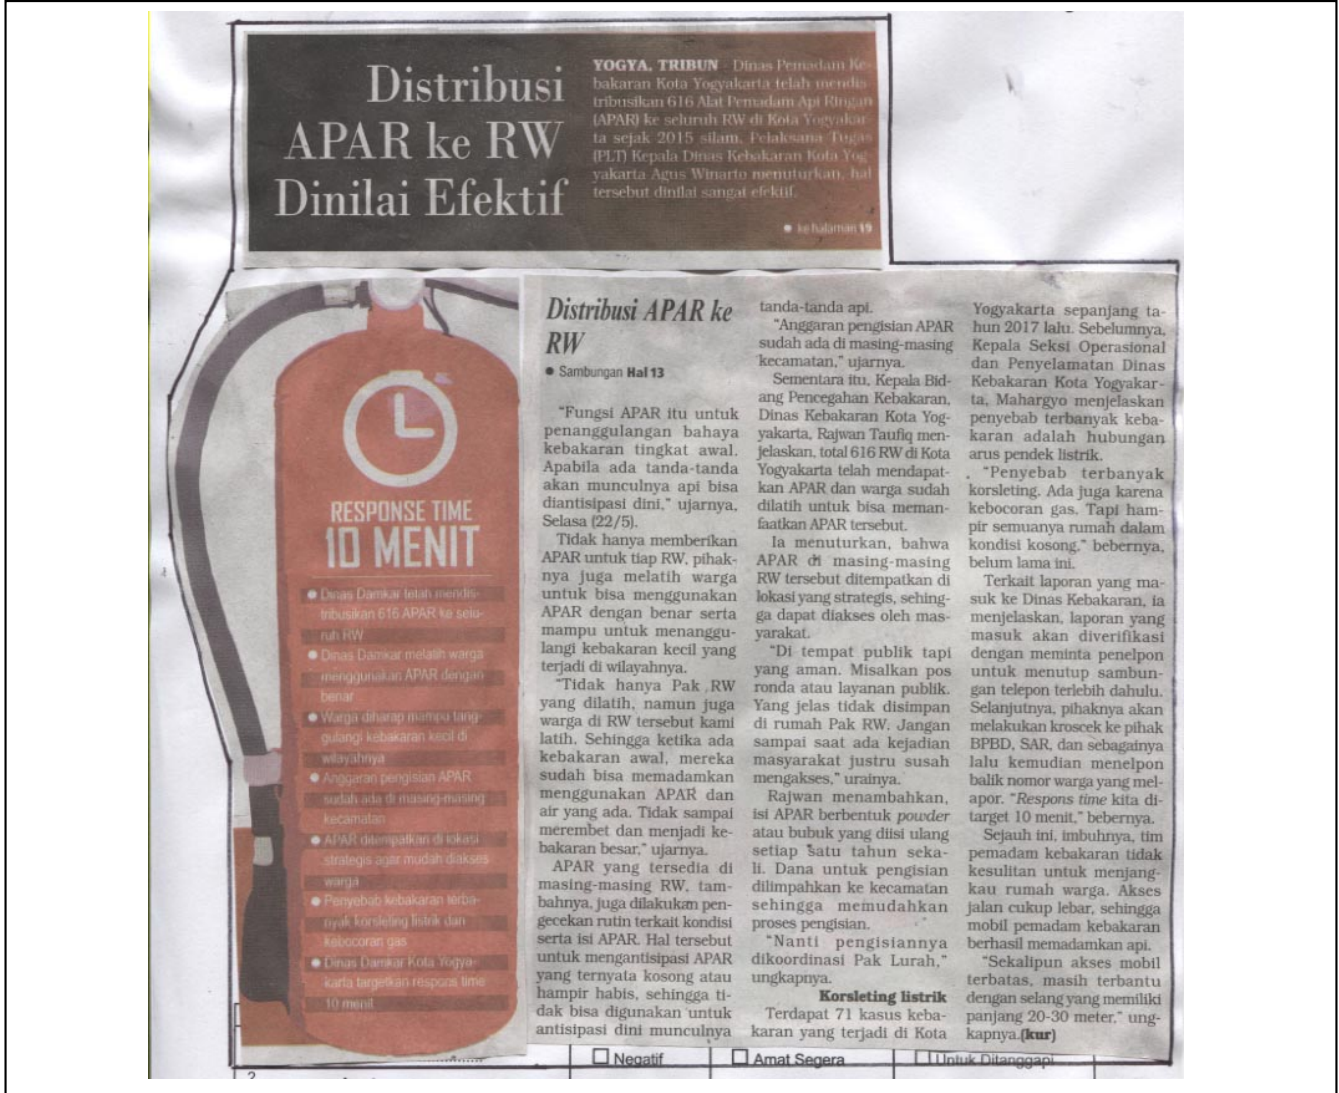 Distribusi
APAR ke RW
Dinilai Efektif
YOGYA, TRIBUN - Dinas Pemadam Ke-
bakaran Kota Yogyakarta telah mendis-
tribusikan 616 Alat Pemadam Api Ringan
(APAR) ke seluruh RW di Kota Yogyakar-
ta sejak 2015 silam. Pelaksana Tugas
(PLT) Kepala Dinas Kebakaran Kota Yog-
yakarta Agus Winarto menuturkan, hal
tersebut dinilai sangat efektif.
● ke halaman 19
RESPONSE TIME
10 MENIT
● Dinas Damkar telah mendis-
tribusikan 616 APAR ke selu-
ruh RW
● Dinas Damkar melatih warga
menggunakan APAR dengan
benar
● Warga diharap mampu tang-
gulangi kebakaran kecil di
wilayahnya
● Anggaran pengisian APAR
sudah ada di masing-masing
kecamatan
● APAR ditempatkan di lokasi
strategis agar mudah diakses
warga
● Penyebab kebakaran terba-
nyak korsleting listrik dan
kebocoran gas
● Dinas Damkar Kota Yogya-
karta targetkan respons time
10 menit
Distribusi APAR ke
RW
● Sambungan Hal 13
"Fungsi APAR itu untuk
penanggulangan bahaya
kebakaran tingkat awal.
Apabila ada tanda-tanda
akan munculnya api bisa
diantisipasi dini," ujarnya,
Selasa (22/5).
Tidak hanya memberikan
APAR untuk tiap RW, pihak-
nya juga melatih warga
untuk bisa menggunakan
APAR dengan benar serta
mampu untuk menanggu-
langi kebakaran kecil yang
terjadi di wilayahnya.
"Tidak hanya Pak RW
yang dilatih, namun juga
warga di RW tersebut kami
latih. Sehingga ketika ada
kebakaran awal, mereka
sudah bisa memadamkan
menggunakan APAR dan
air yang ada. Tidak sampai
merembet dan menjadi ke-
bakaran besar," ujarnya.
APAR yang tersedia di
masing-masing RW, tam-
bahnya, juga dilakukan pen-
gecekan rutin terkait kondisi
serta isi APAR. Hal tersebut
untuk mengantisipasi APAR
yang ternyata kosong atau
hampir habis, sehingga ti-
dak bisa digunakan untuk
antisipasi dini munculnya
tanda-tanda api.
"Anggaran pengisian APAR
sudah ada di masing-masing
kecamatan," ujarnya.
Sementara itu, Kepala Bid-
ang Pencegahan Kebakaran,
Dinas Kebakaran Kota Yog-
yakarta, Rajwan Taufiq men-
jelaskan, total 616 RW di Kota
Yogyakarta telah mendapat-
kan APAR dan warga sudah
dilatih untuk bisa meman-
faatkan APAR tersebut.
Ia menuturkan, bahwa
APAR di masing-masing
RW tersebut ditempatkan di
lokasi yang strategis, sehing-
ga dapat diakses oleh mas-
yarakat.
"Di tempat publik tapi
yang aman. Misalkan pos
ronda atau layanan publik.
Yang jelas tidak disimpan
di rumah Pak RW. Jangan
sampai saat ada kejadian
masyarakat justru susah
mengakses," urainya.
Rajwan menambahkan,
isi APAR berbentuk powder
atau bubuk yang diisi ulang
setiap satu tahun seka-
li. Dana untuk pengisian
dilimpahkan ke kecamatan
sehingga memudahkan
proses pengisian.
"Nanti pengisiannya
dikoordinasi Pak Lurah,"
ungkapnya.
Korsleting listrik
Terdapat 71 kasus keba-
karan yang terjadi di Kota
Yogyakarta sepanjang ta-
hun 2017 lalu. Sebelumnya,
Kepala Seksi Operasional
dan Penyelamatan Dinas
Kebakaran Kota Yogyakar-
ta, Mahargyo menjelaskan
penyebab terbanyak keba-
karan adalah hubungan
arus pendek listrik.
"Penyebab terbanyak
korsleting. Ada juga karena
kebocoran gas. Tapi ham-
pir semuanya rumah dalam
kondisi kosong," bebernya,
belum lama ini.
Terkait laporan yang ma-
suk ke Dinas Kebakaran, ia
menjelaskan, laporan yang
masuk akan diverifikasi
dengan meminta penelpon
untuk menutup sambun-
gan telepon terlebih dahulu.
Selanjutnya, pihaknya akan
melakukan kroscek ke pihak
BPBD, SAR, dan sebagainya
lalu kemudian menelpon
balik nomor warga yang mel-
apor. "Respons time kita di-
target 10 menit," bebernya.
Sejauh ini, imbuhnya, tim
pemadam kebakaran tidak
kesulitan untuk menjang-
kau rumah warga. Akses
jalan cukup lebar, sehingga
mobil pemadam kebakaran
berhasil memadamkan api.
"Sekalipun akses mobil
terbatas, masih terbantu
dengan selang yang memiliki
panjang 20-30 meter," ung-
kapnya.(kur)
Negatif
Amat Segera
Untuk Ditanggapi
2